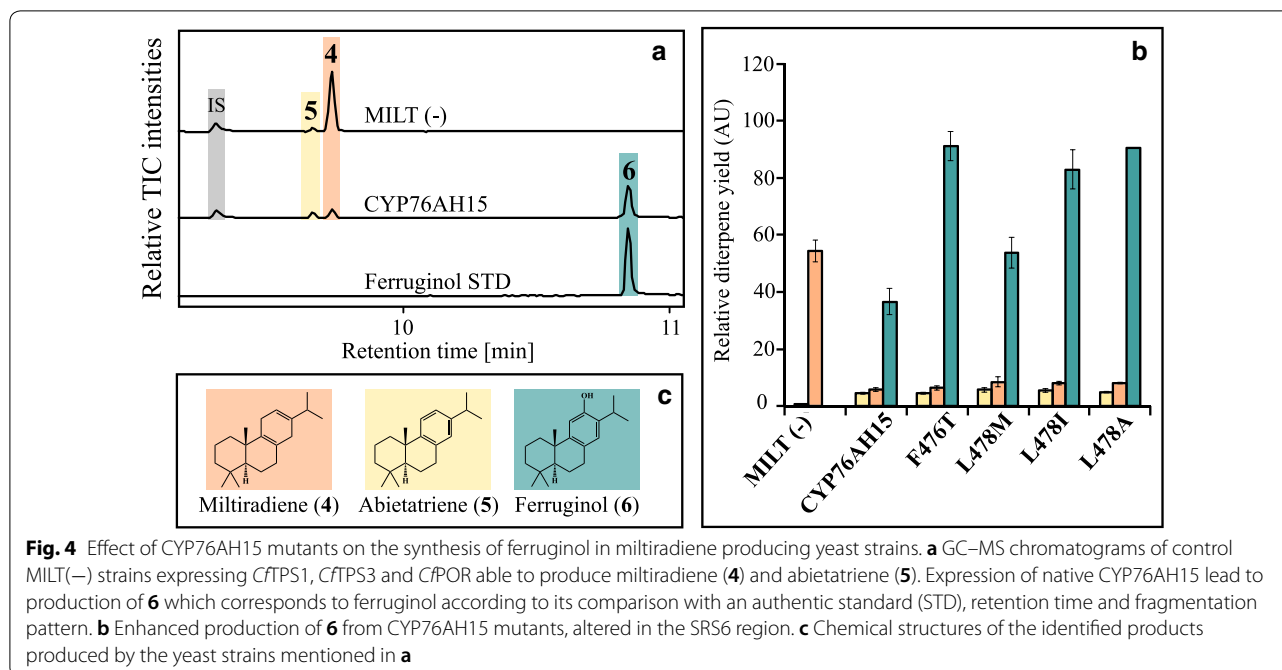 a
Relative TIC intensities
IS
5
4
MILT (-)
6
CYP76AH15
Ferruginol STD
10
11
Retention time [min]
c
OH
H
H
H
Miltiradiene (4)
Abietatriene (5)
Ferruginol (6)
b
Relative diterpene yield (AU)
120
100
80
60
40
20
0
MILT (-)
CYP76AH15
F476T
L478M
L478I
L478A
Fig. 4 Effect of CYP76AH15 mutants on the synthesis of ferruginol in miltiradiene producing yeast strains. a GC–MS chromatograms of control
MILT(−) strains expressing CfTPS1, CfTPS3 and CfPOR able to produce miltiradiene (4) and abietatriene (5). Expression of native CYP76AH15 lead to
production of 6 which corresponds to ferruginol according to its comparison with an authentic standard (STD), retention time and fragmentation
pattern. b Enhanced production of 6 from CYP76AH15 mutants, altered in the SRS6 region. c Chemical structures of the identified products
produced by the yeast strains mentioned in a